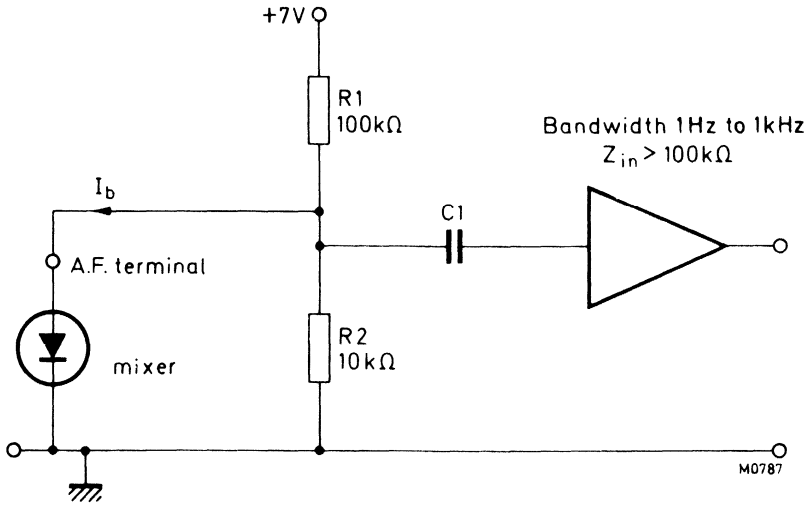 +7V
R1
100kΩ
Bandwidth 1Hz to 1kHz
Zin > 100kΩ
Ib
C1
A.F. terminal
R2
10kΩ
mixer
M0787